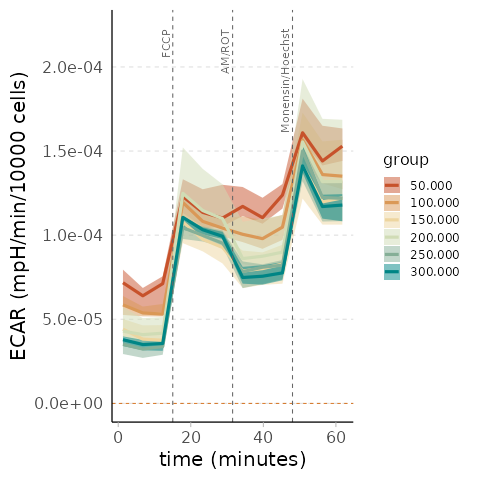 FCCP
AM/ROT
Monensin/Hoechst
ECAR (mpH/min/10000 cells)
2.0e-04
1.5e-04
1.0e-04
5.0e-05
0.0e+00
0
20
40
60
time (minutes)
group
50.000
100.000
150.000
200.000
250.000
300.000